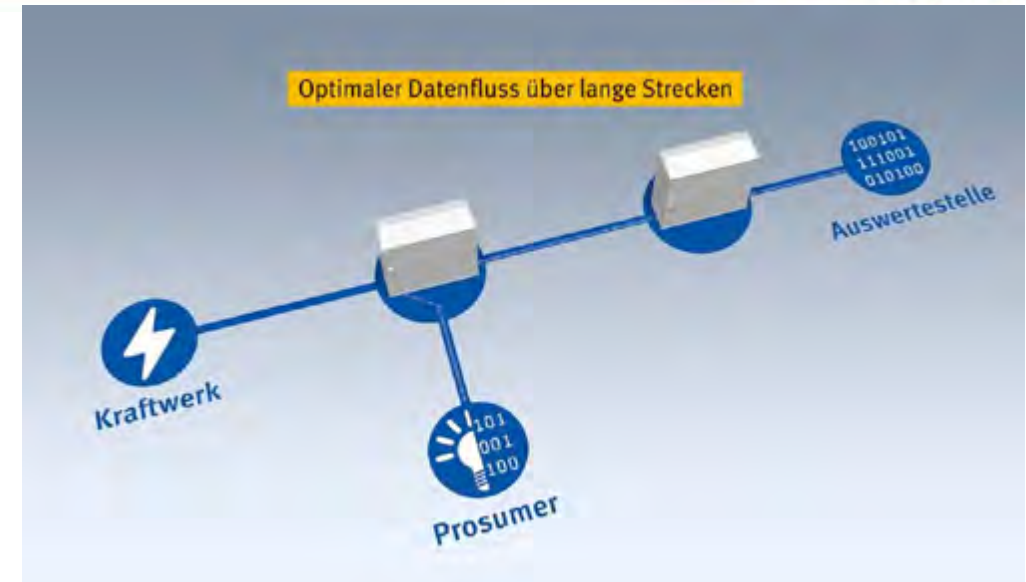 Optimaler Datenfluss über lange Strecken
100101
111001
010100
Auswertestelle
Kraftwerk
101
001
100
Prosumer